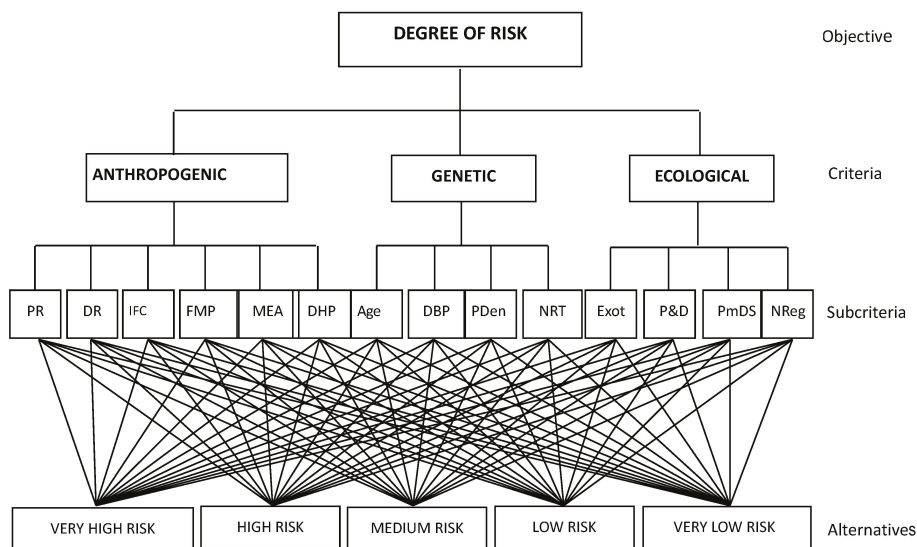 DEGREE OF RISK
Objective
ANTHROPOGENIC
GENETIC
ECOLOGICAL
Criteria
PR
DR
IFC
FMP
MEA
DHP
Age
DBP
PDen
NRT
Exot
P&D
PmDS
NReg
Subcriteria
VERY HIGH RISK
HIGH RISK
MEDIUM RISK
LOW RISK
VERY LOW RISK
Alternatives